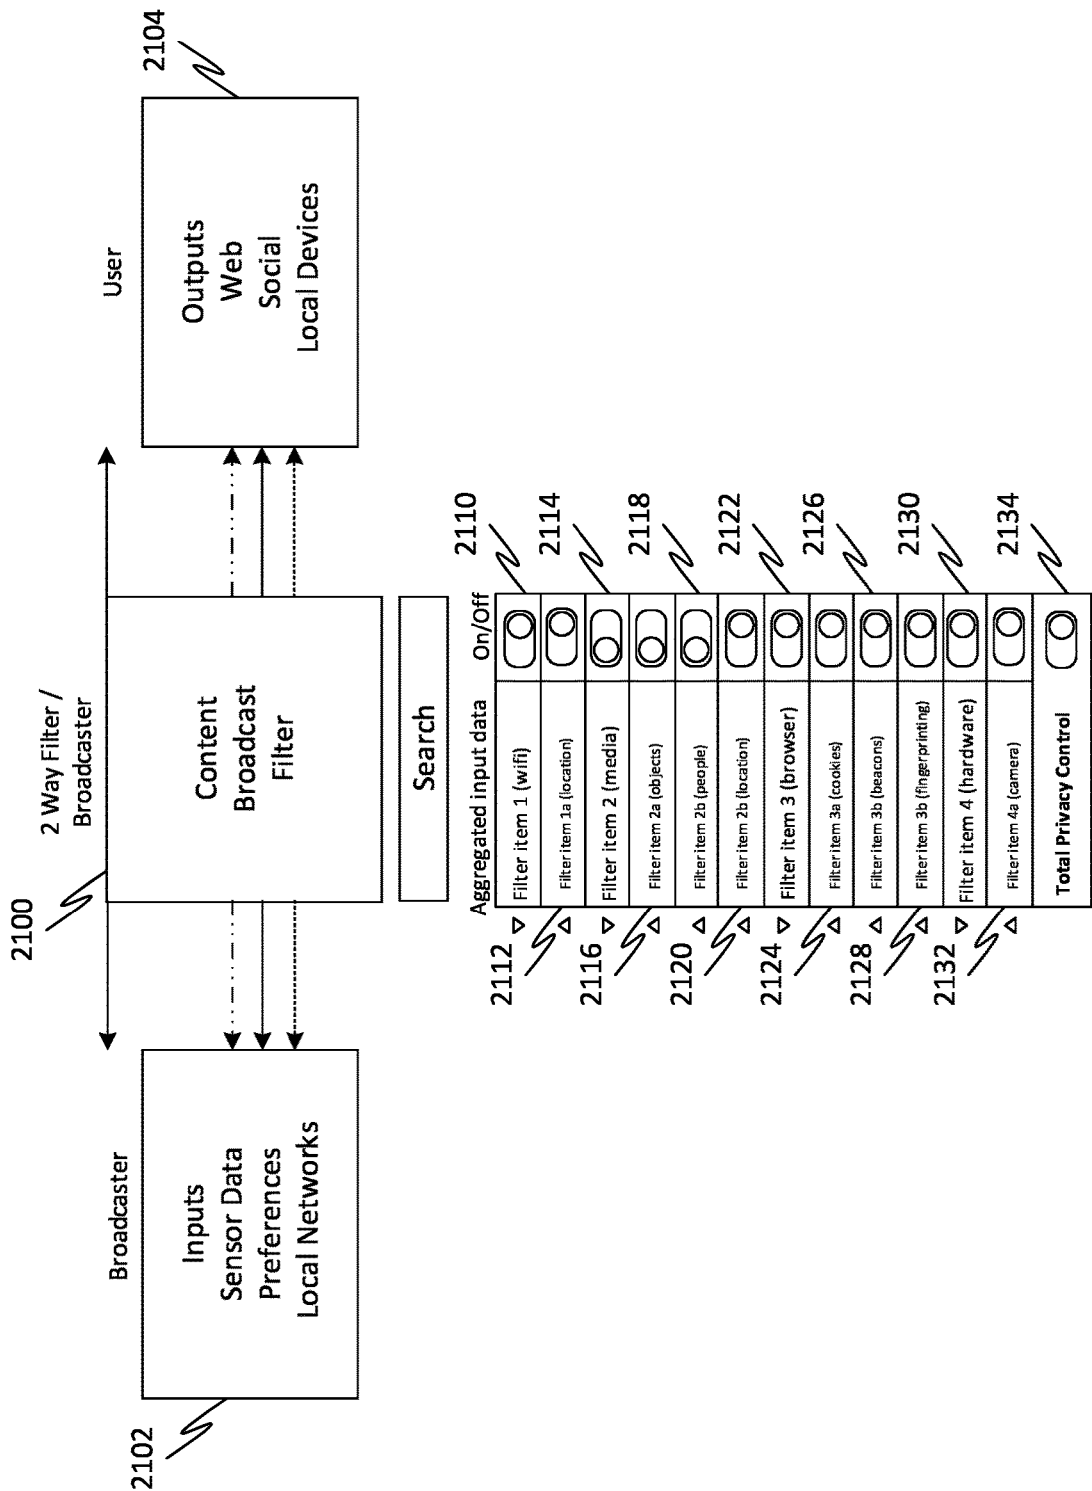 2100
2 Way Filter /
Broadcaster
Broadcaster
User
2102
Inputs
Sensor Data
Preferences
Local Networks
Content
Broadcast
Filter
2104
Outputs
Web
Social
Local Devices
Search
Aggregated input data On/Off
Filter item 1 (wifi) 2110
2112 Filter item 1a (location)
Filter item 2 (media) 2114
2116 Filter item 2a (objects)
Filter item 2b (people) 2118
2120 Filter item 2b (location)
Filter item 3 (browser) 2122
2124 Filter item 3a (cookies)
Filter item 3b (beacons) 2126
2128 Filter item 3b (fingerprinting)
Filter item 4 (hardware) 2130
2132 Filter item 4a (camera)
Total Privacy Control 2134